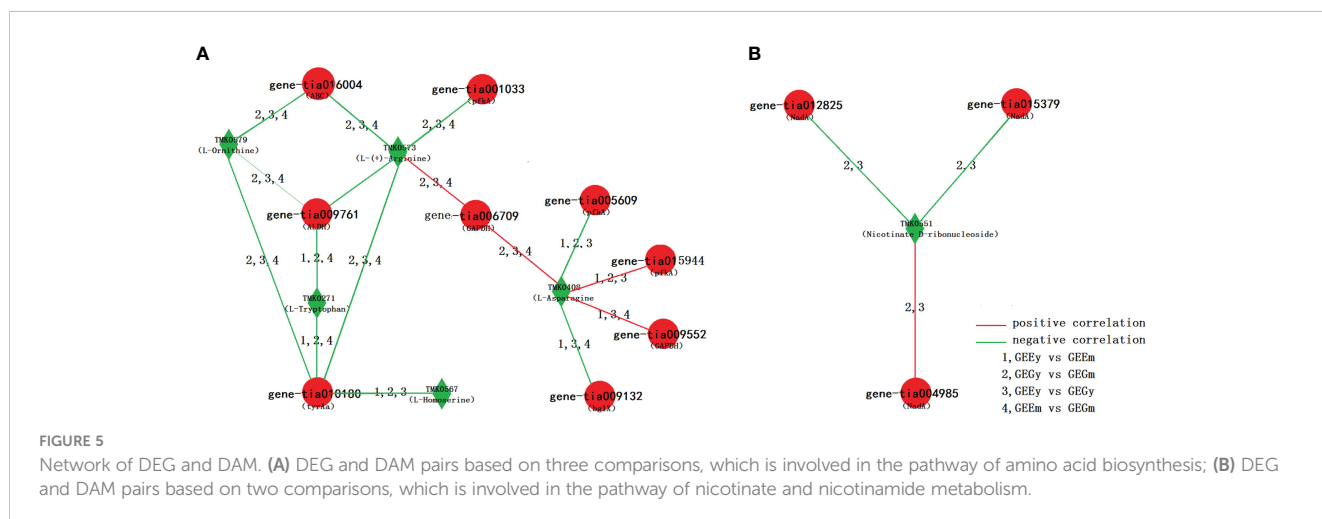 A
B
gene-tia016004
(ABC)
gene-tia001033
(pfkA)
2,3,4
2,3,4
2,3,4
TMK0579
(L-Ornithine)
TMK0573
(L-(+)-Arginine)
2,3,4
2,3,4
gene-tia009761
(ALDH)
gene-tia006709
(GAPDH)
gene-tia005609
(pfkA)
1,2,3
2,3,4
1,2,4
2,3,4
2,3,4
gene-tia015944
(pfkA)
1,2,3
TMK0271
(L-Tryptophan)
TMK0408
(L-Asparagine
1,3,4
gene-tia009552
(GAPDH)
1,2,4
1,3,4
gene-tia010180
(tyrAa)
1,2,3
TMK0567
(L-Homoserine)
gene-tia009132
(bglX)
gene-tia012825
(NadA)
gene-tia015379
(NadA)
2,3
2,3
TMK0551
(Nicotinate D-ribonucleoside)
2,3
gene-tia004985
(NadA)
positive correlation
negative correlation
1,GEEy vs GEEm
2,GEGy vs GEGm
3,GEEy vs GEGy
4,GEEm vs GEGm
FIGURE 5
Network of DEG and DAM. (A) DEG and DAM pairs based on three comparisons, which is involved in the pathway of amino acid biosynthesis; (B) DEG
and DAM pairs based on two comparisons, which is involved in the pathway of nicotinate and nicotinamide metabolism.